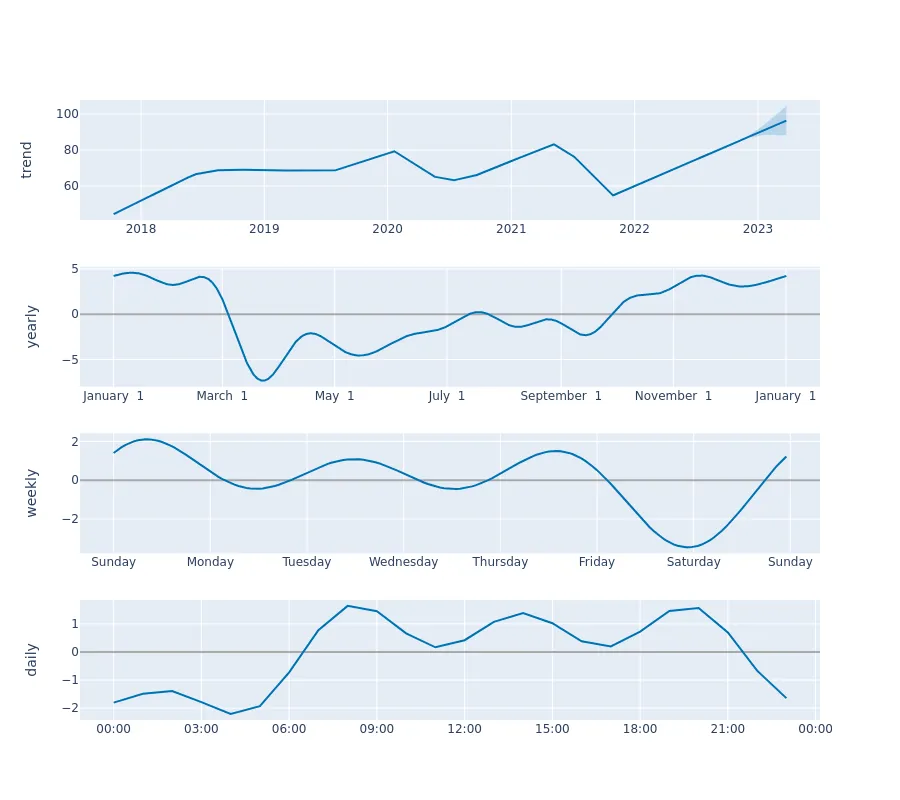 trend
100
80
60
2018 2019 2020 2021 2022 2023
yearly
5
0
−5
January 1 March 1 May 1 July 1 September 1 November 1 January 1
weekly
2
0
−2
Sunday Monday Tuesday Wednesday Thursday Friday Saturday Sunday
daily
1
0
−1
−2
00:00 03:00 06:00 09:00 12:00 15:00 18:00 21:00 00:00